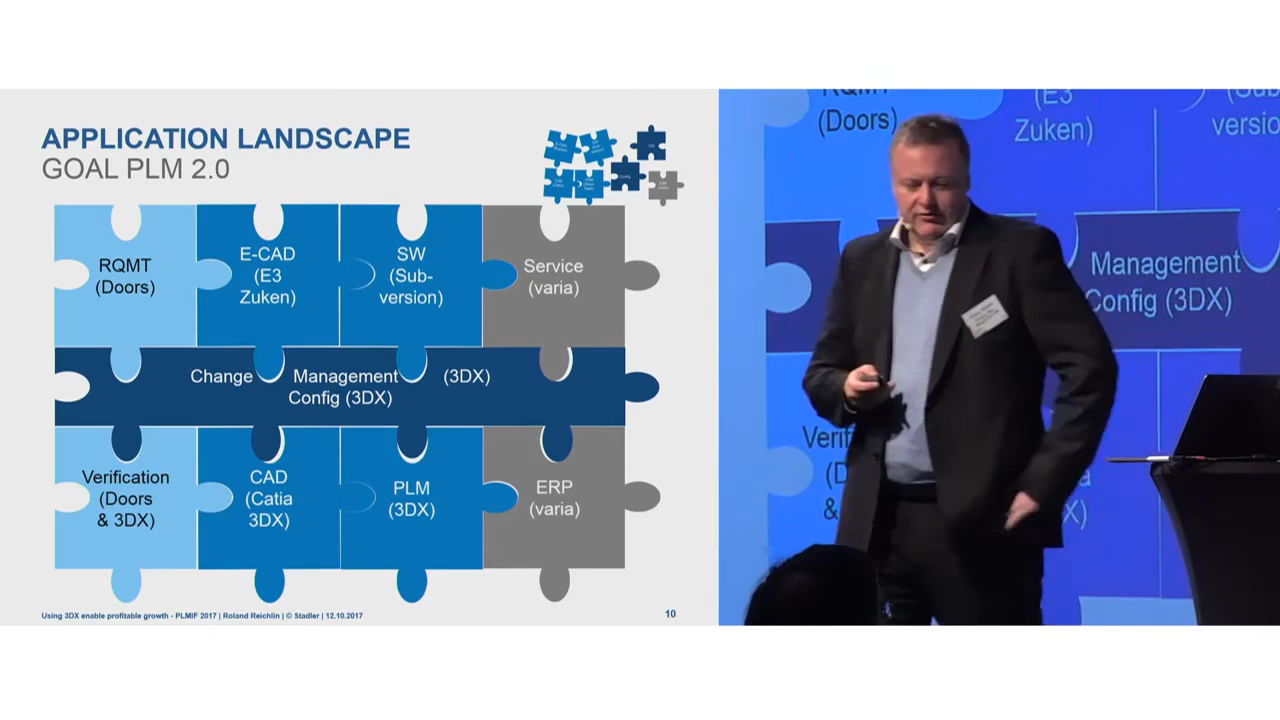 APPLICATION LANDSCAPE
GOAL PLM 2.0
RQMT
(Doors)
E-CAD
(E3
Zuken)
SW
(Sub-
version)
Service
(varia)
Change Management (3DX)
Config (3DX)
Verification
(Doors
& 3DX)
CAD
(Catia
3DX)
PLM
(3DX)
ERP
(varia)
Using 3DX enable profitable growth - PLMIF 2017 | Roland Reichlin | © Stadler | 12.10.2017
10
RQMT
(Doors)
(E3
Zuken)
(Sub-
versio
Management
Config (3DX)
Verif
(D
&
a
X)